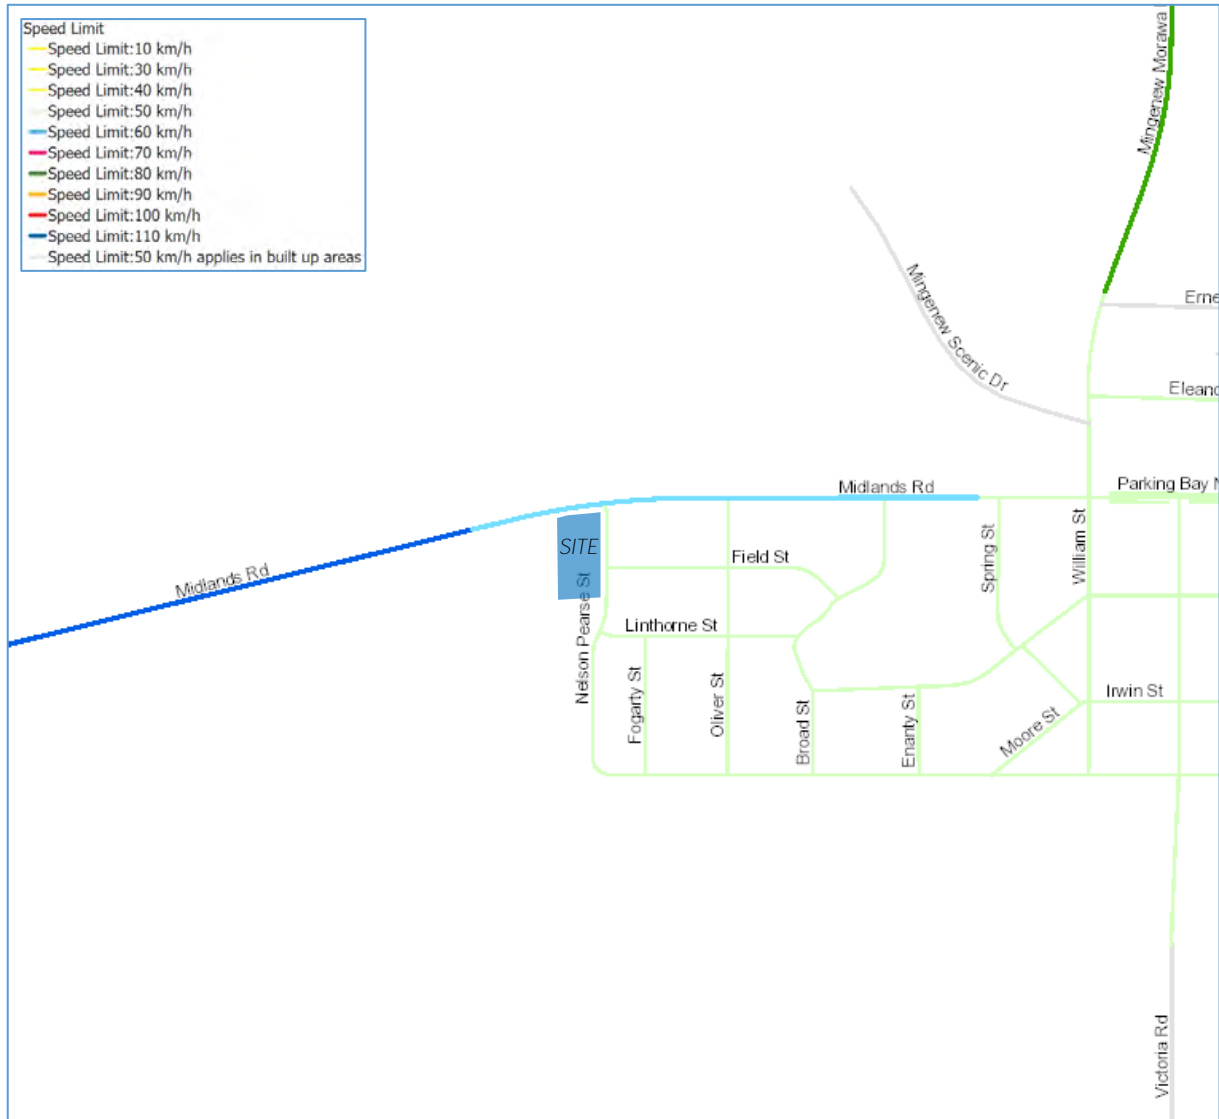 Speed Limit
Speed Limit:10 km/h
Speed Limit:30 km/h
Speed Limit:40 km/h
Speed Limit:50 km/h
Speed Limit:60 km/h
Speed Limit:70 km/h
Speed Limit:80 km/h
Speed Limit:90 km/h
Speed Limit:100 km/h
Speed Limit:110 km/h
Speed Limit:50 km/h applies in built up areas
Mingenew Morawa
Mingenew Scenic Dr
Erne
Eleano
Midlands Rd
Parking Bay N
SITE
Field St
Spring St
William St
Midlands Rd
Nelson Pearse St
Linthorne St
Fogarty St
Oliver St
Broad St
Enanty St
Moore St
Irwin St
Victoria Rd